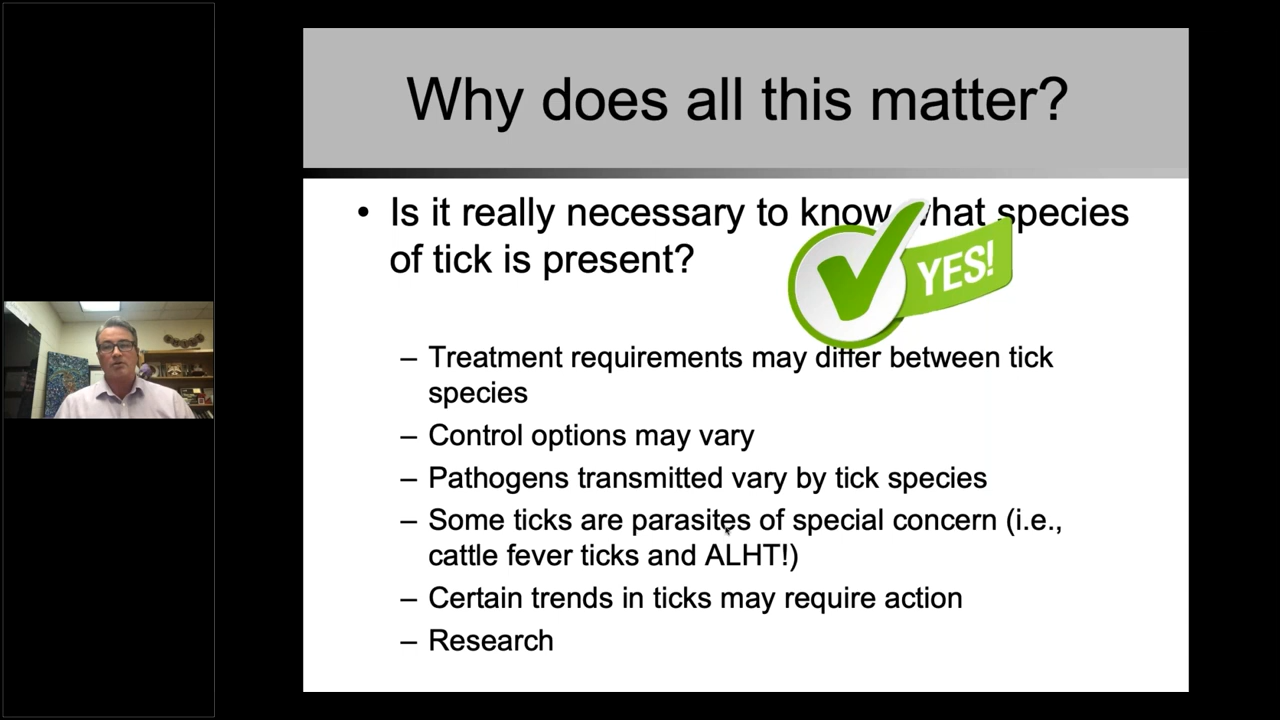 Why does all this matter?
• Is it really necessary to know what species
of tick is present?
YES!
– Treatment requirements may differ between tick
species
– Control options may vary
– Pathogens transmitted vary by tick species
– Some ticks are parasites of special concern (i.e.,
cattle fever ticks and ALHT!)
– Certain trends in ticks may require action
– Research